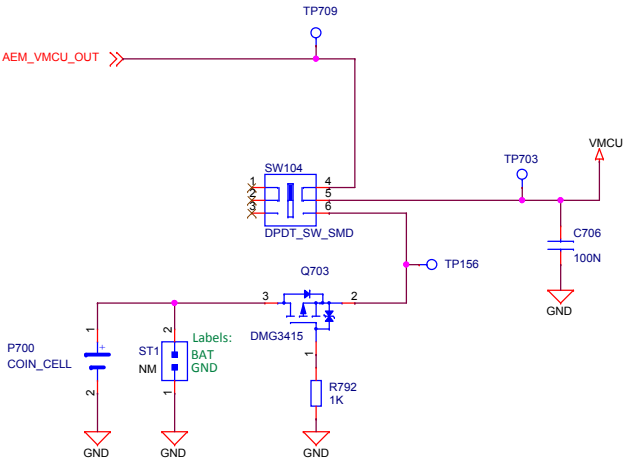 TP709
AEM_VMCU_OUT
VMCU
SW104
TP703
1 4
2 5
3 6
DPDT_SW_SMD
C706
100N
TP156
GND
Q703
3 2
DMG3415
1
P700
COIN_CELL
1
+
2
ST1
NM
2
1
Labels:
BAT
GND
R792
1K
GND
GND
GND